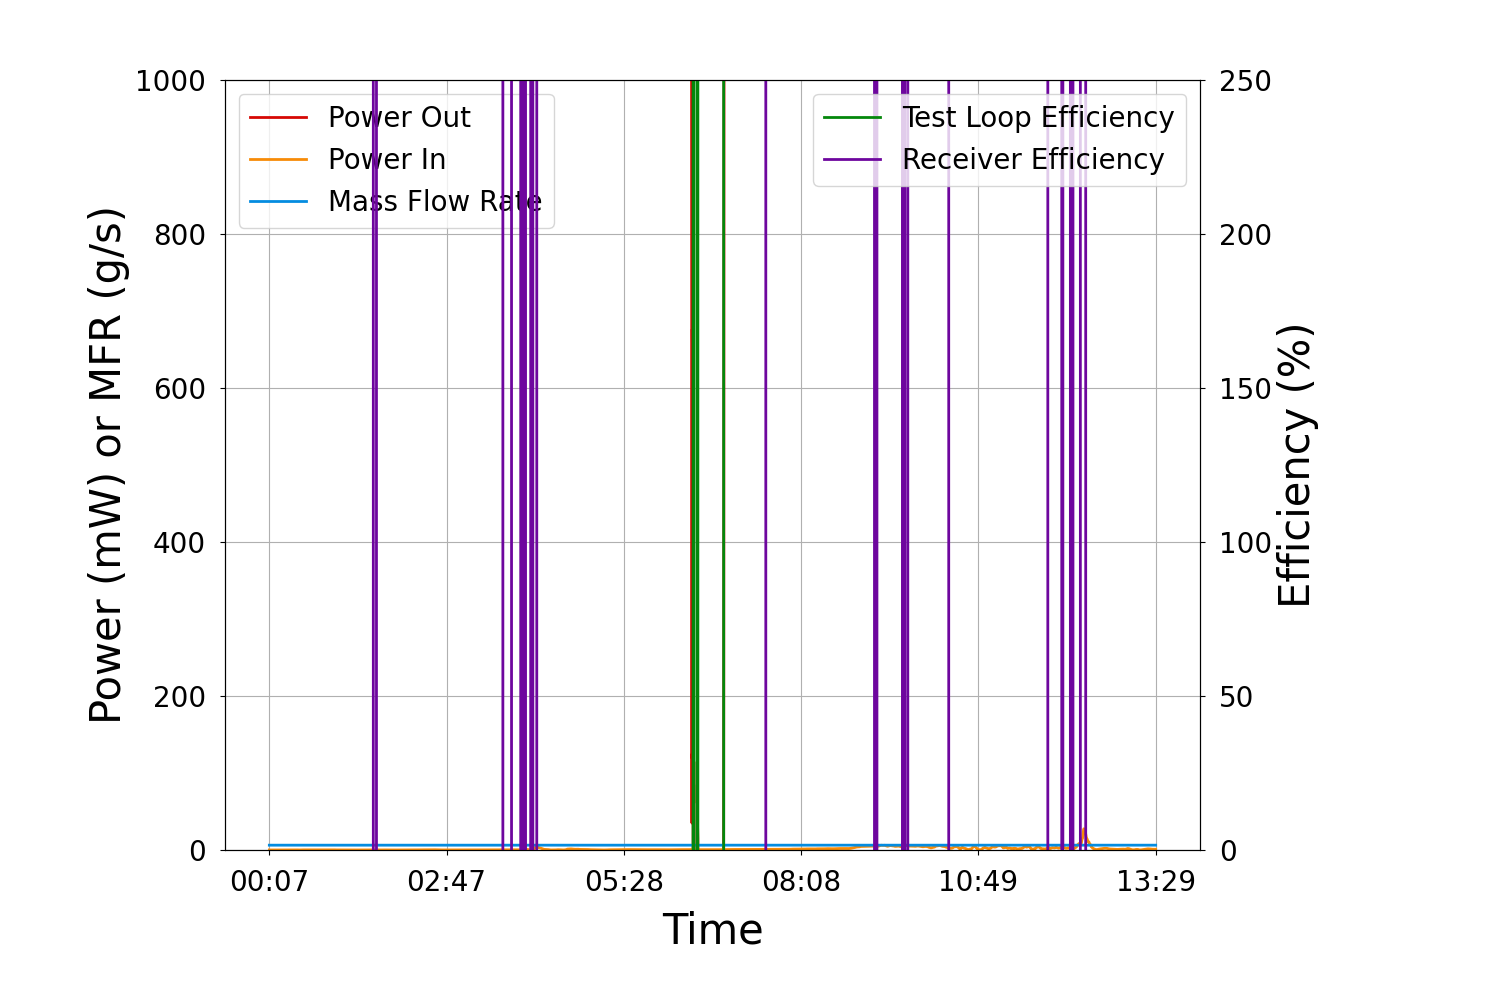 1000
800
600
400
200
0
Power (mW) or MFR (g/s)
Power Out
Power In
Mass Flow Rate
Test Loop Efficiency
Receiver Efficiency
250
200
150
100
50
0
Efficiency (%)
00:07 02:47 05:28 08:08 10:49 13:29
Time